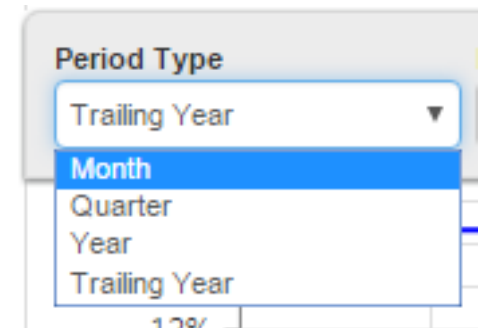 Period Type
Trailing Year
Month
Quarter
Year
Trailing Year